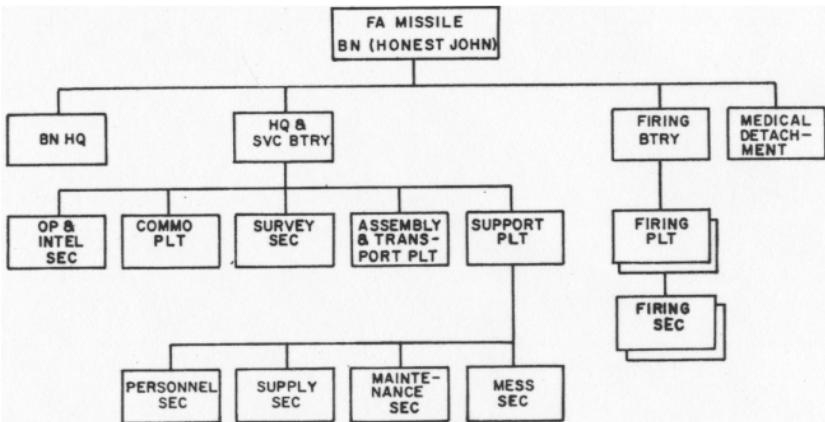 FA MISSILE
BN (HONEST JOHN)
BN HQ
HQ &
SVC BTRY.
FIRING
BTRY
MEDICAL
DETACH-
MENT
OP &
INTEL
SEC
COMMO
PLT
SURVEY
SEC
ASSEMBLY
& TRANS-
PORT PLT
SUPPORT
PLT
FIRING
PLT
FIRING
SEC
PERSONNEL
SEC
SUPPLY
SEC
MAINTE-
NANCE
SEC
MESS
SEC